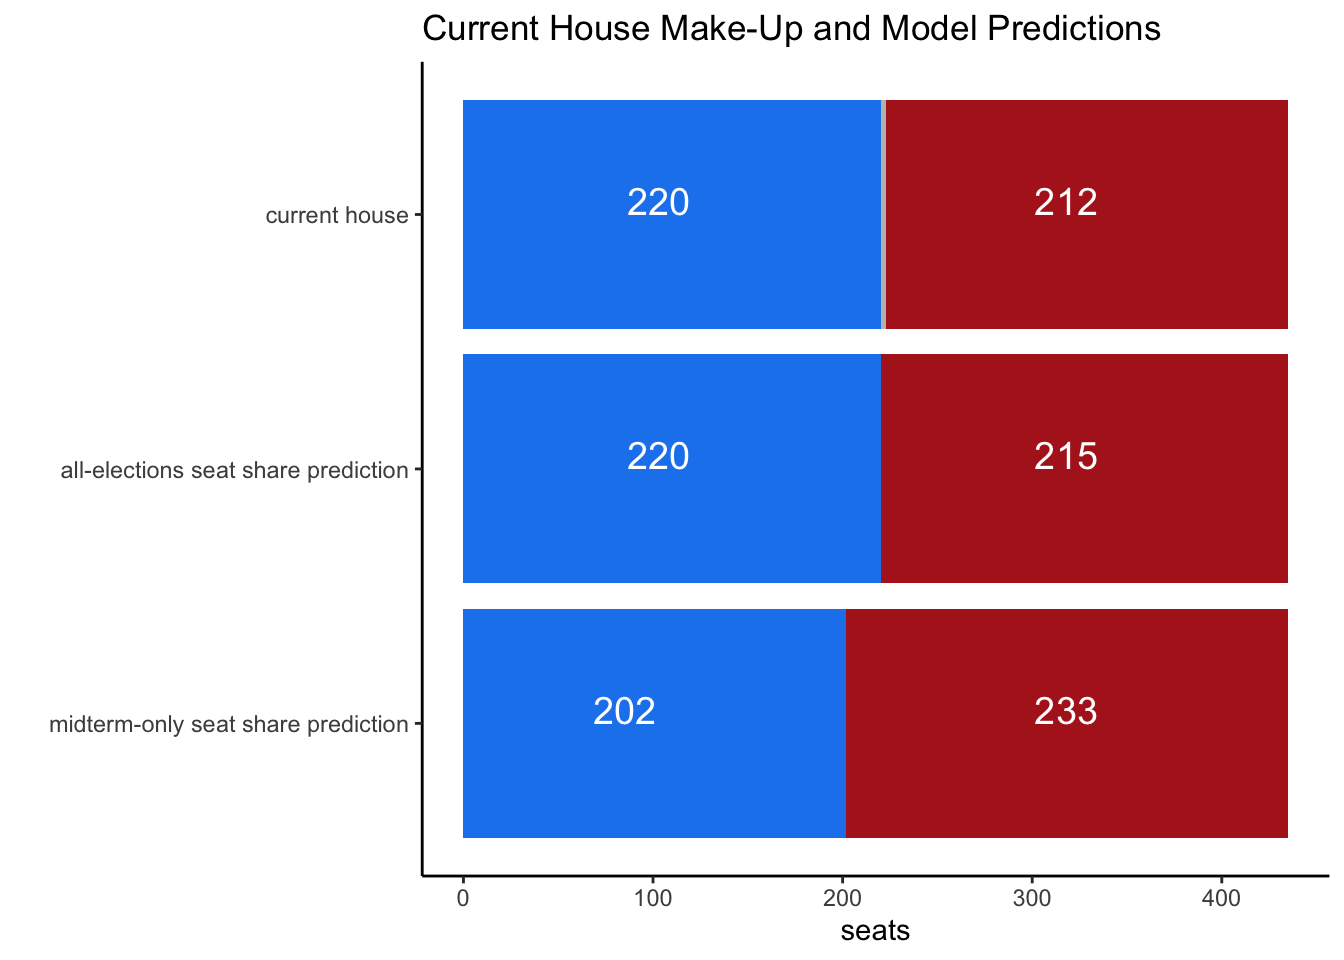 Current House Make-Up and Model Predictions
current house
220
212
all-elections seat share prediction
220
215
midterm-only seat share prediction
202
233
0
100
200
300
400
seats